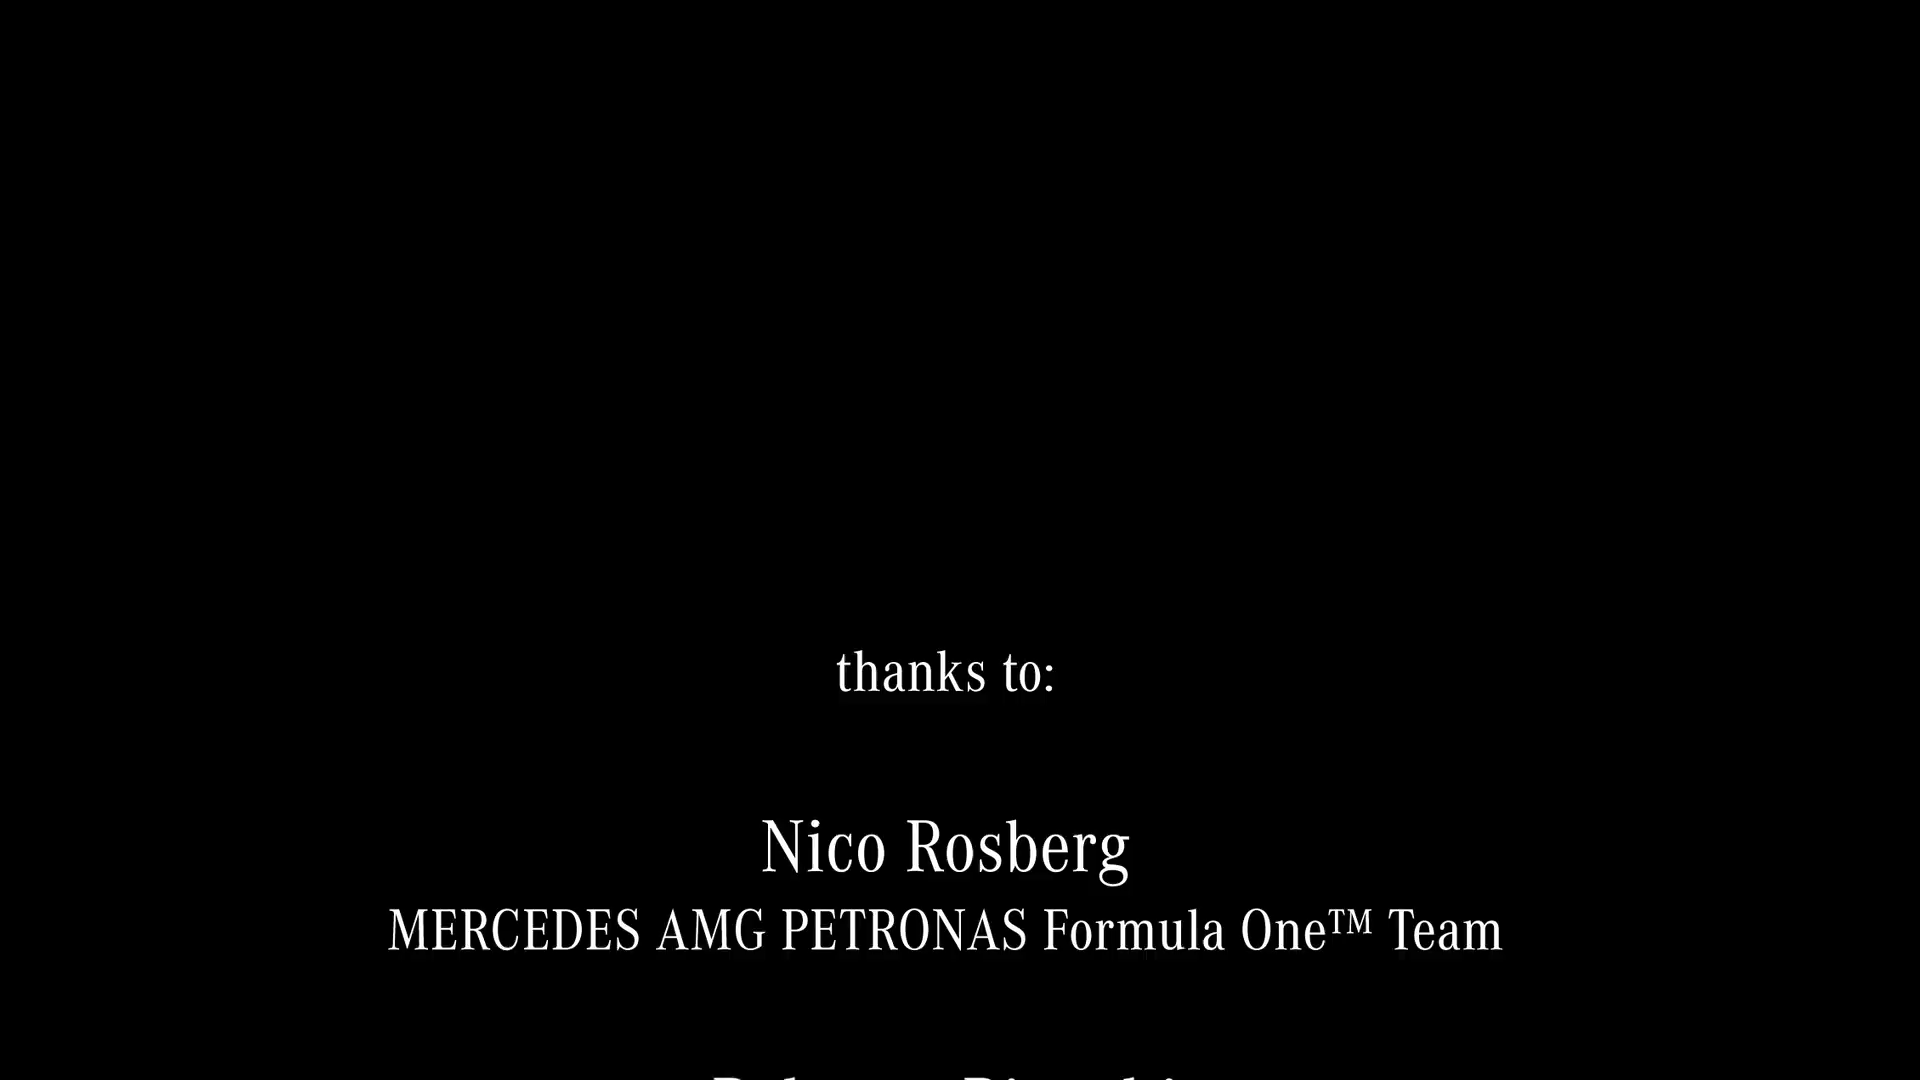 thanks to:
Nico Rosberg
MERCEDES AMG PETRONAS Formula One™ Team